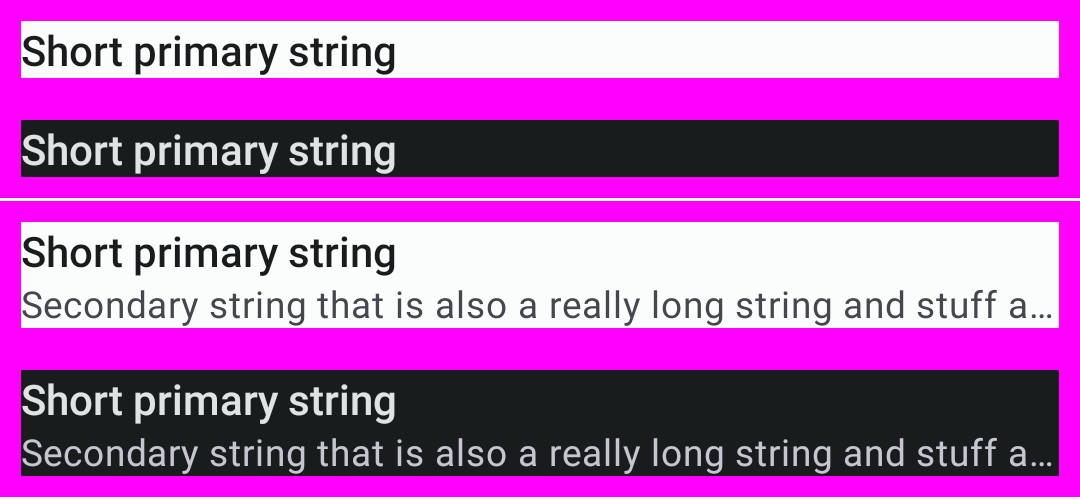 Short primary string
Short primary string
Short primary string
Secondary string that is also a really long string and stuff a…
Short primary string
Secondary string that is also a really long string and stuff a…